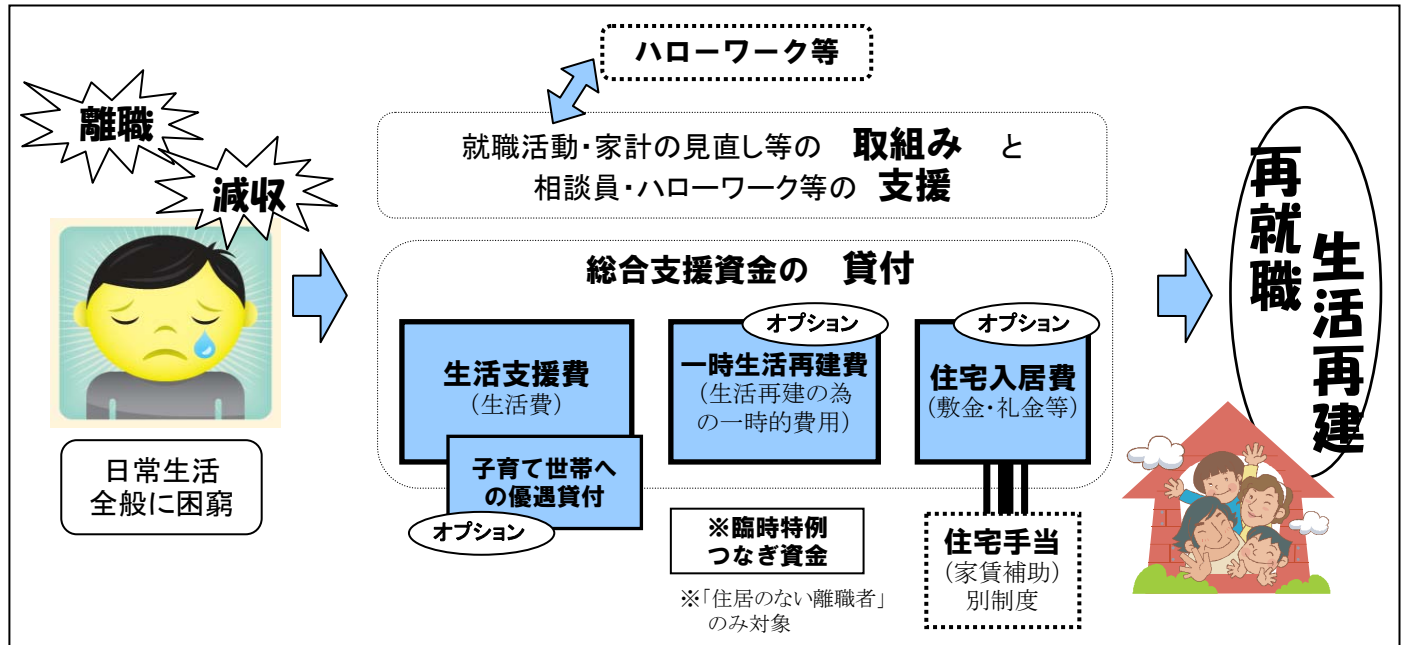 ハローワーク等
離職
減収
就職活動・家計の見直し等の 取組み と
相談員・ハローワーク等の 支援
総合支援資金の 貸付
生活支援費
（生活費）
子育て世帯へ
の優遇貸付
オプション
オプション
一時生活再建費
（生活再建の為
の一時的費用）
オプション
住宅入居費
（敷金・礼金等）
日常生活
全般に困窮
※臨時特例
つなぎ資金
※「住居のない離職者」
のみ対象
住宅手当
（家賃補助）
別制度
再就職
生活再建